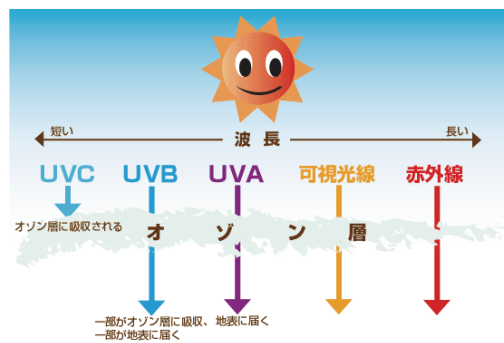 短い 波長 長い
UVC UVB UVA 可視光線 赤外線
オゾン層に吸収される
オゾン層
一部がオゾン層に吸収、地表に届く
一部が地表に届く